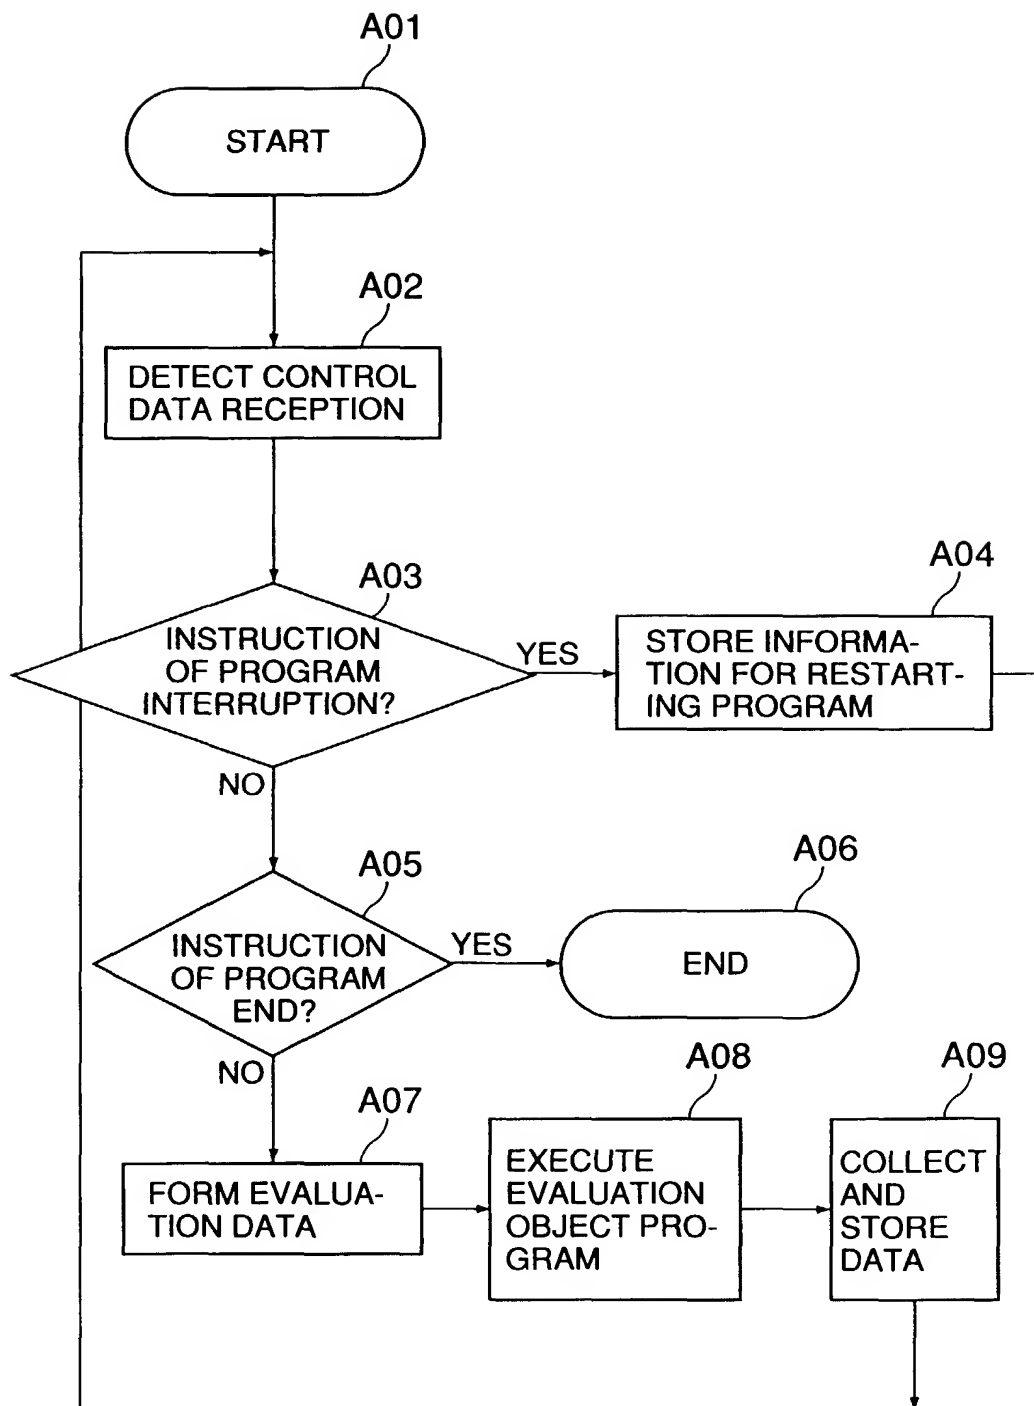 A01
START
A02
DETECT CONTROL
DATA RECEPTION
A03
INSTRUCTION
OF PROGRAM
INTERRUPTION?
YES
A04
STORE INFORMA-
TION FOR RESTART-
ING PROGRAM
NO
A05
INSTRUCTION
OF PROGRAM
END?
YES
A06
END
NO
A07
FORM EVALUA-
TION DATA
A08
EXECUTE
EVALUATION
OBJECT PRO-
GRAM
A09
COLLECT
AND
STORE
DATA